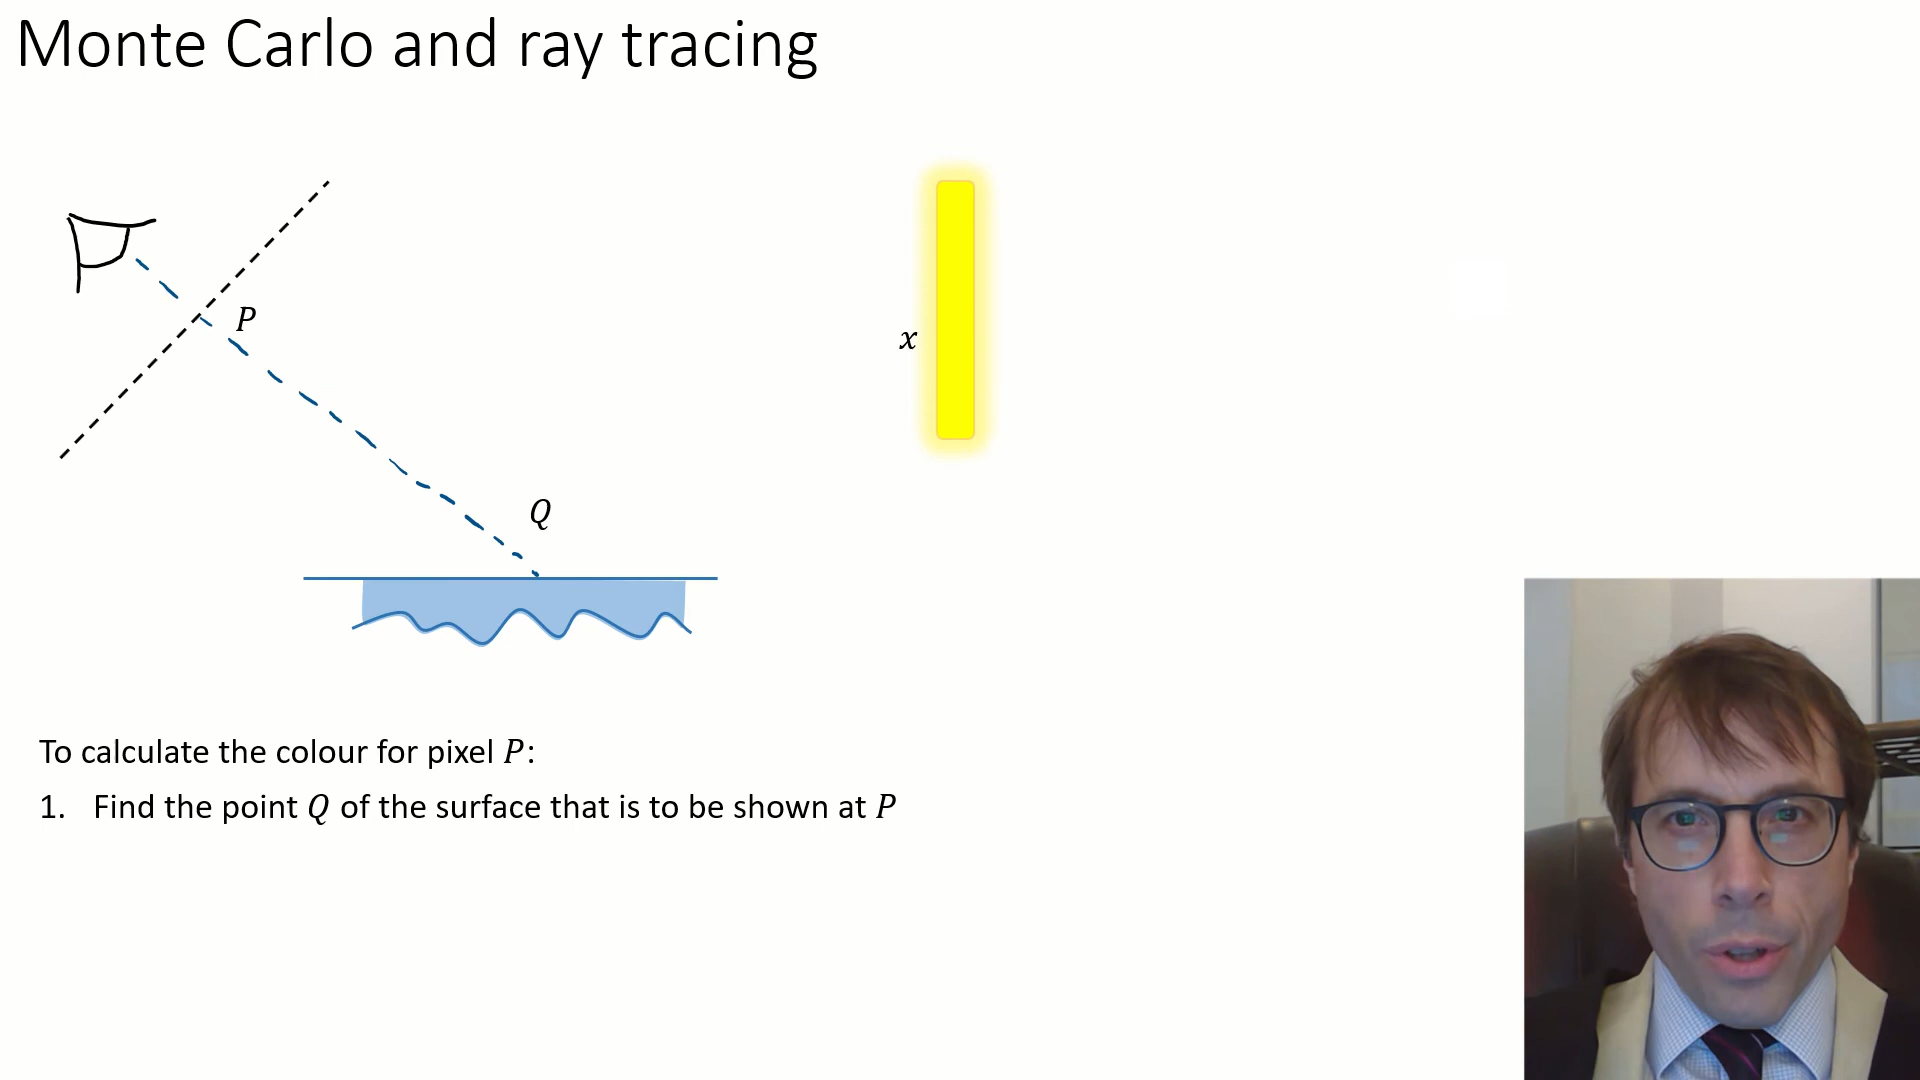 Monte Carlo and ray tracing
P
x
Q
To calculate the colour for pixel P:
1. Find the point Q of the surface that is to be shown at P